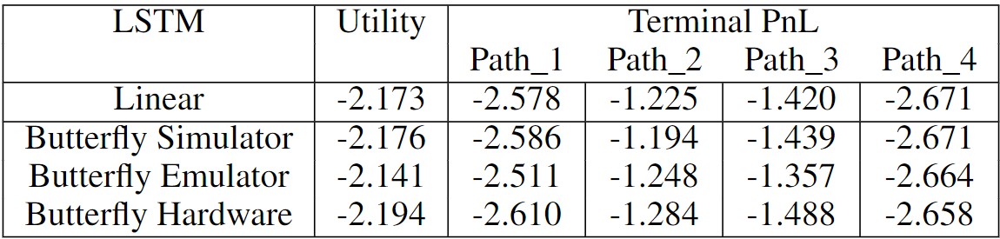 LSTM Utility Terminal PnL
Path_1 Path_2 Path_3 Path_4
Linear -2.173 -2.578 -1.225 -1.420 -2.671
Butterfly Simulator -2.176 -2.586 -1.194 -1.439 -2.671
Butterfly Emulator -2.141 -2.511 -1.248 -1.357 -2.664
Butterfly Hardware -2.194 -2.610 -1.284 -1.488 -2.658